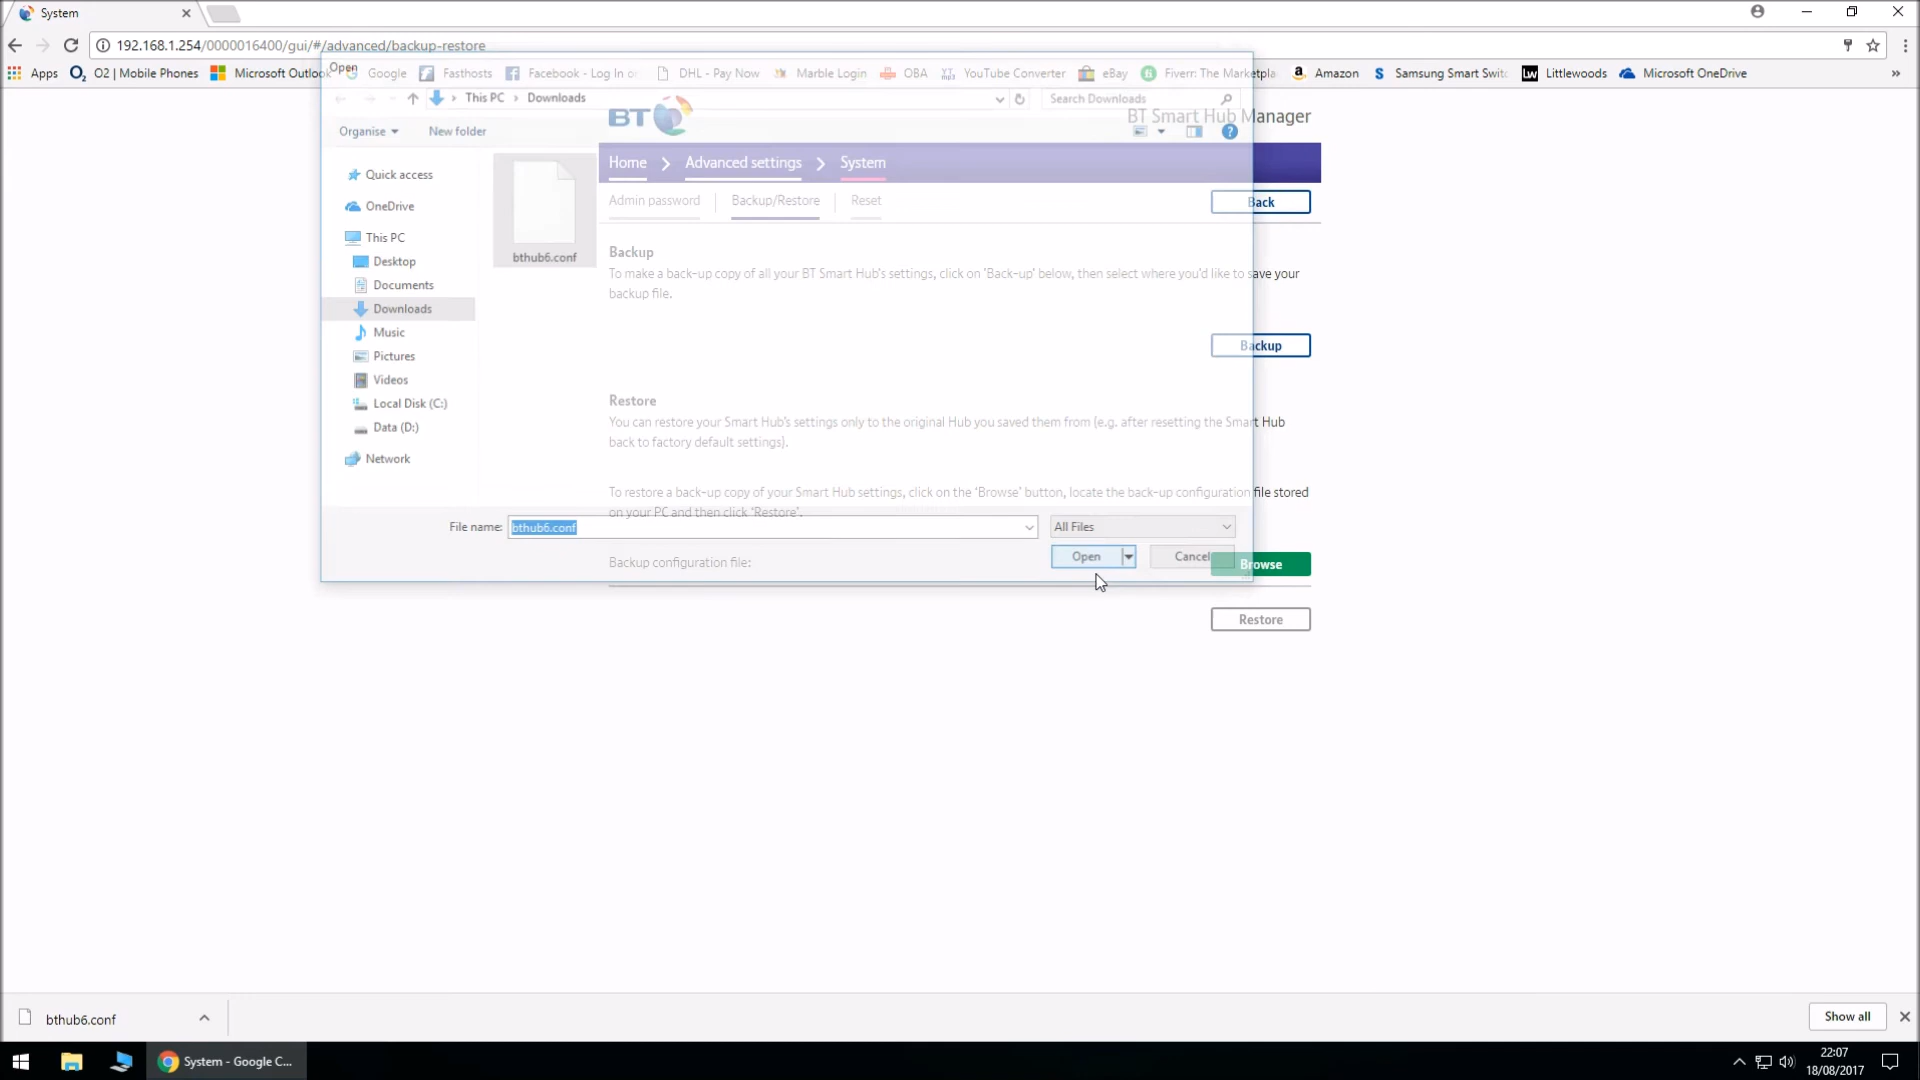 System
192.168.1.254/0000016400/gui/#/advanced/backup-restore
Apps
O2 | Mobile Phones
Microsoft Outloo
Google
Fasthosts
Facebook - Log In o
DHL - Pay Now
Marble Login
OBA
YouTube Converter
eBay
Fiverr: The Marketpla
Amazon
Samsung Smart Switc
Littlewoods
Microsoft OneDrive
»
Open
This PC
Downloads
Search Downloads
BT
BT Smart Hub Manager
Organise
New folder
Home
Advanced settings
System
Admin password
Backup/Restore
Reset
Back
Quick access
OneDrive
This PC
Desktop
Documents
Downloads
Music
Pictures
Videos
Local Disk (C:)
Data (D:)
Network
bthub6.conf
Backup
To make a back-up copy of all your BT Smart Hub's settings, click on 'Back-up' below, then select where you'd like to save your
backup file.
Backup
Restore
You can restore your Smart Hub's settings only to the original Hub you saved them from (e.g. after resetting the Smart Hub
back to factory default settings).
To restore a back-up copy of your Smart Hub settings, click on the 'Browse' button, locate the back-up configuration file stored
on your PC and then click 'Restore'.
File name:
bthub6.conf
All Files
Open
Cancel
Backup configuration file:
Browse
Restore
bthub6.conf
Show all
System - Google C...
22:07
18/08/2017